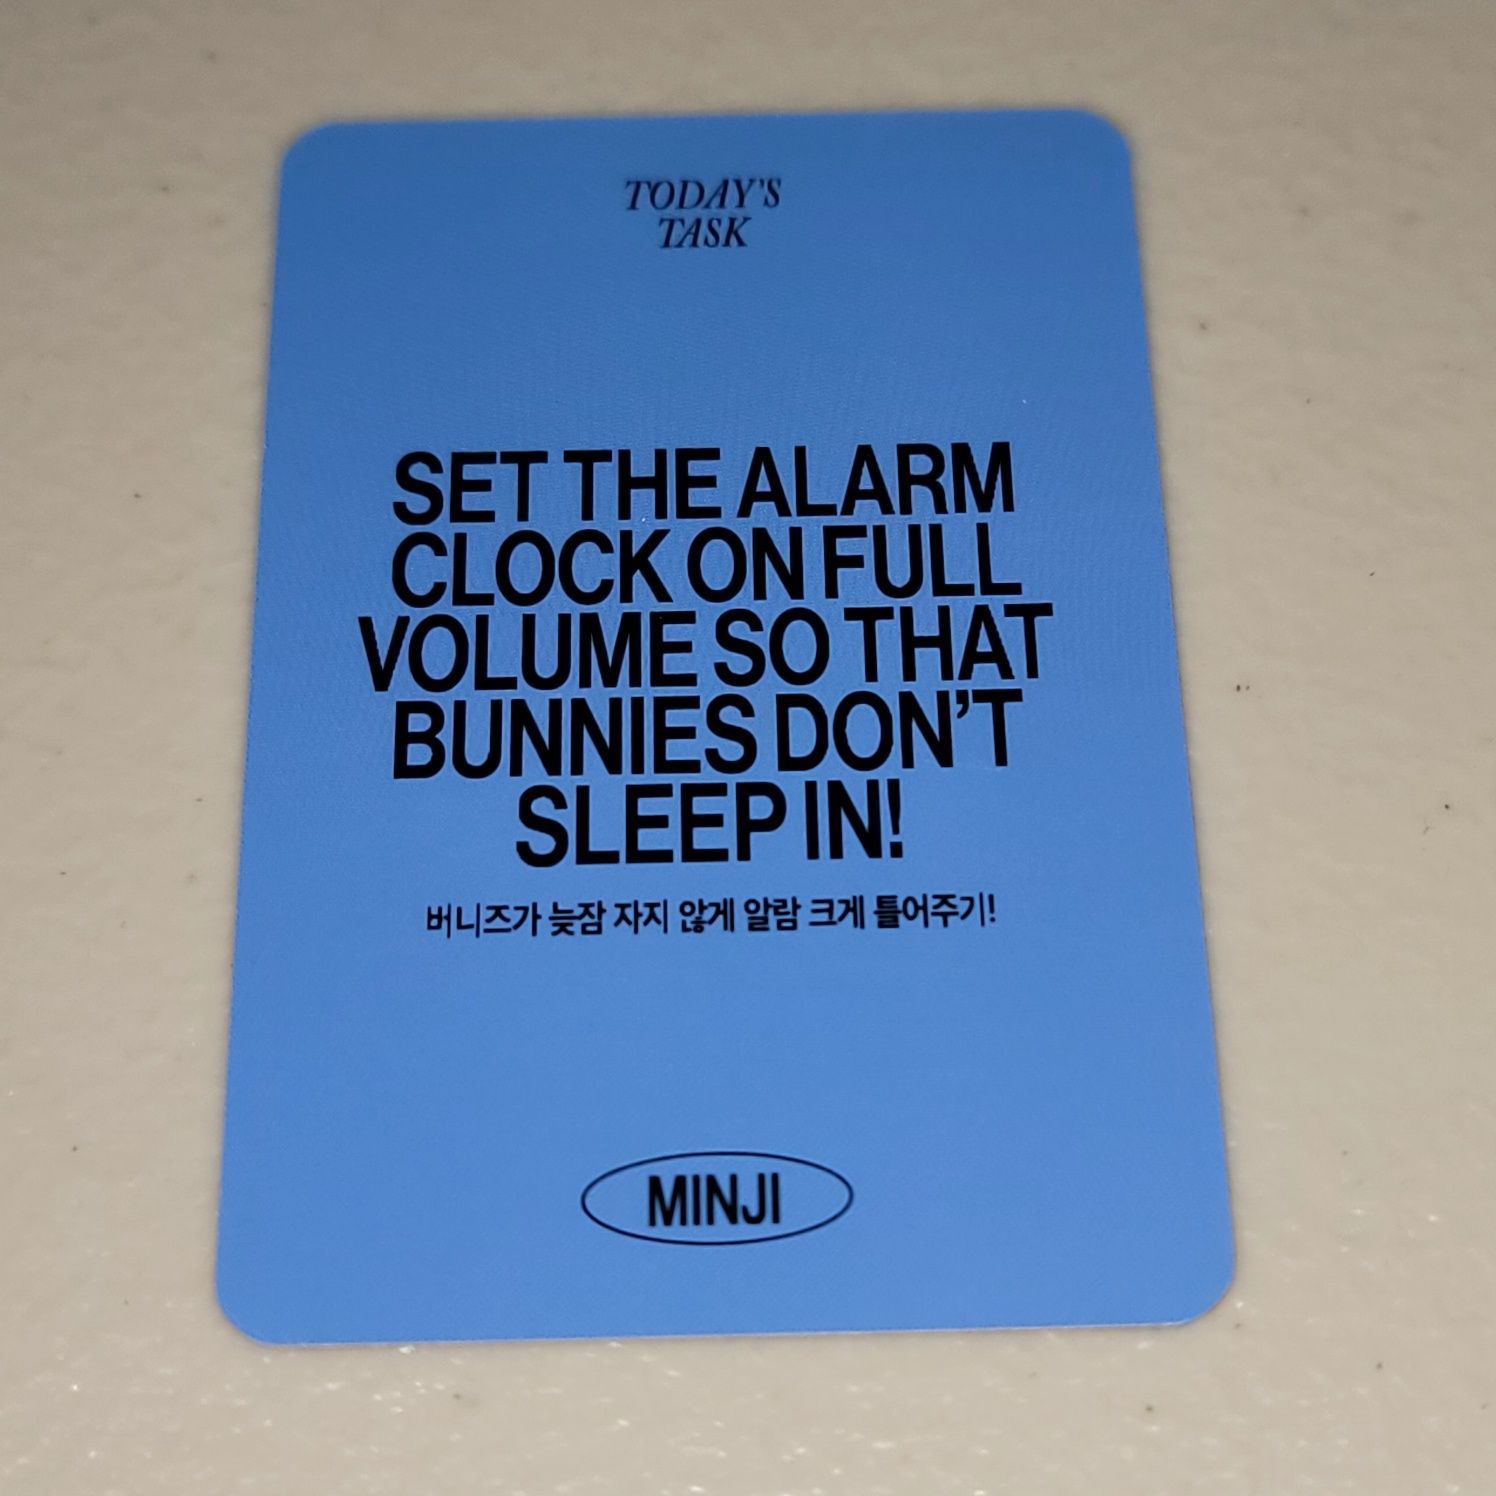 TODAY'S
TASK
SET THE ALARM
CLOCK ON FULL
VOLUME SO THAT
BUNNIES DON'T
SLEEP IN!
버니즈가 늦잠 자지 않게 알람 크게 틀어주기!
MINJI